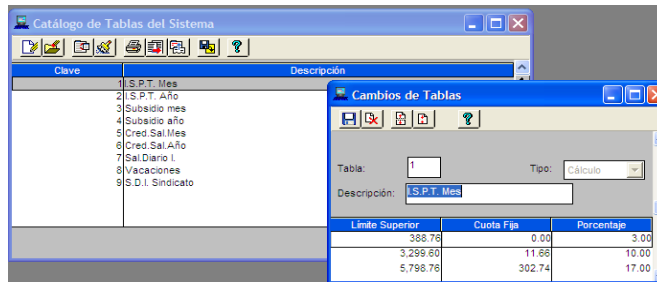 Catálogo de Tablas del Sistema
Clave Descripción
1 I.S.P.T. Mes
2 I.S.P.T. Año
3 Subsidio mes
4 Subsidio año
5 Cred.Sal.Mes
6 Cred.Sal.Año
7 Sal.Diario I.
8 Vacaciones
9 S.D.I. Sindicato
Cambios de Tablas
Tabla: 1 Tipo: Cálculo
Descripción: I.S.P.T. Mes
Límite Superior Cuota Fija Porcentaje
388.76 0.00 3.00
3,299.60 11.66 10.00
5,798.76 302.74 17.00